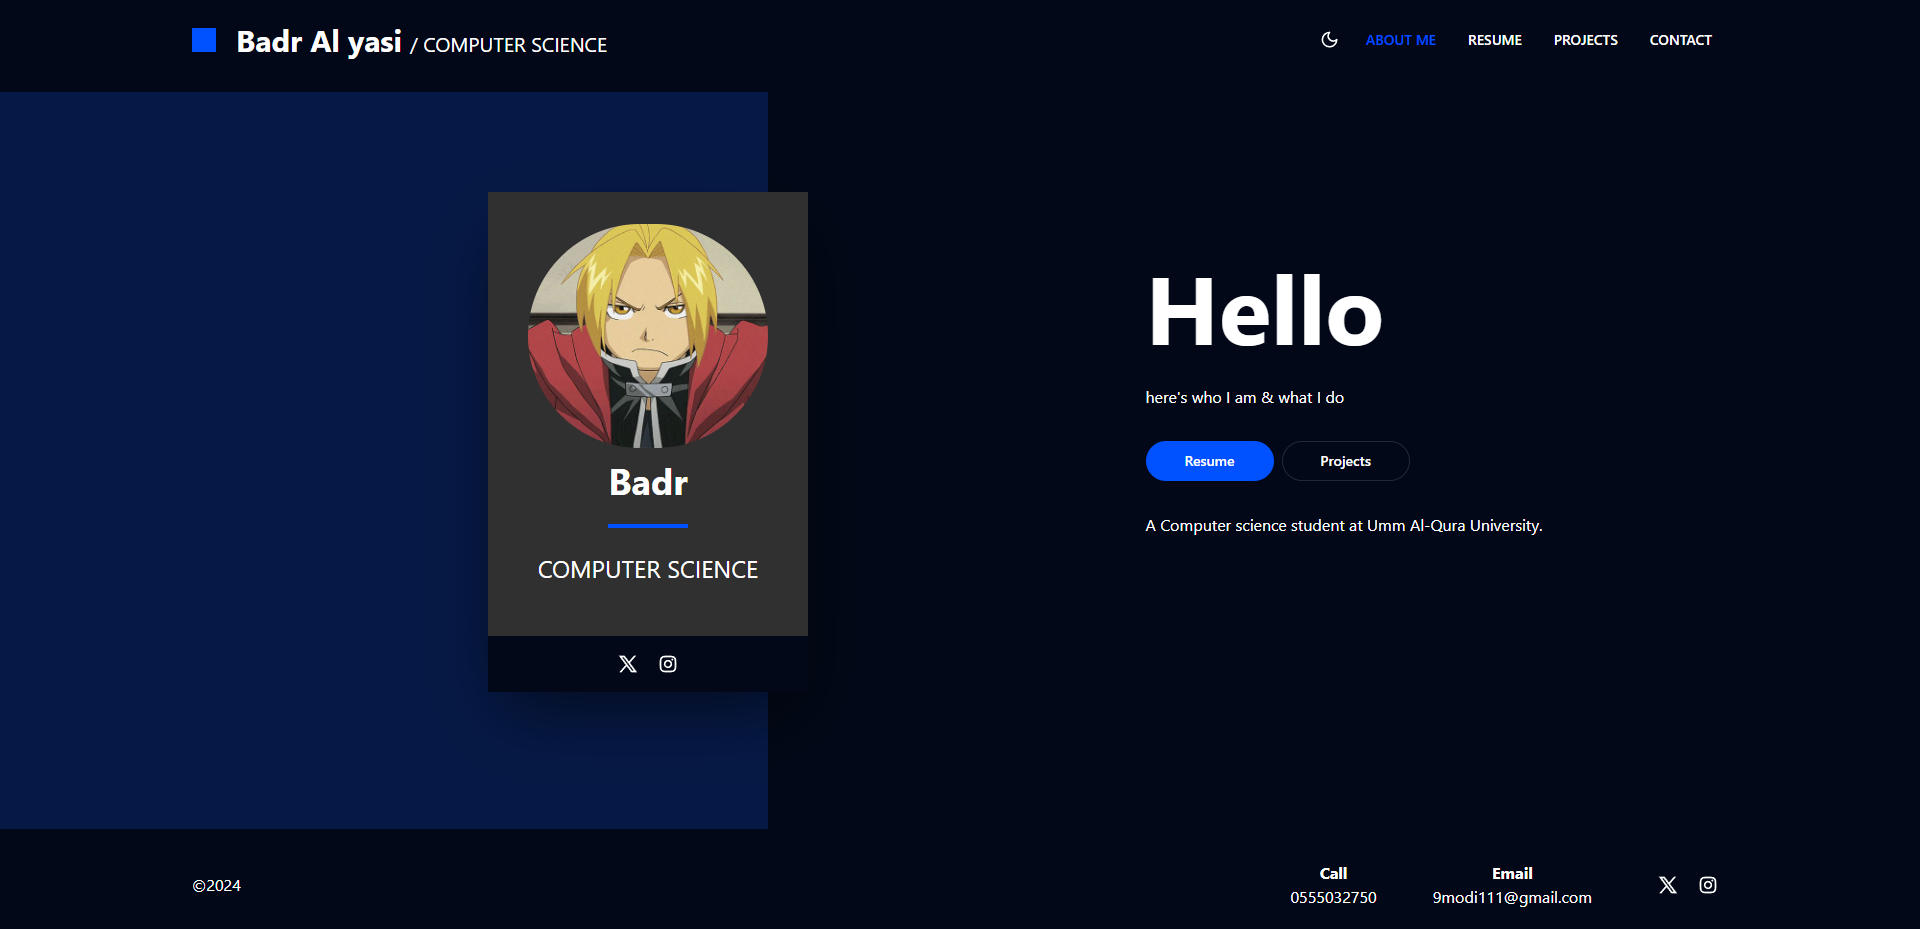 Badr Al yasi / COMPUTER SCIENCE
ABOUT ME RESUME PROJECTS CONTACT
Badr
COMPUTER SCIENCE
Hello
here's who I am & what I do
Resume Projects
A Computer science student at Umm Al-Qura University.
©2024
Call
0555032750
Email
9modi111@gmail.com